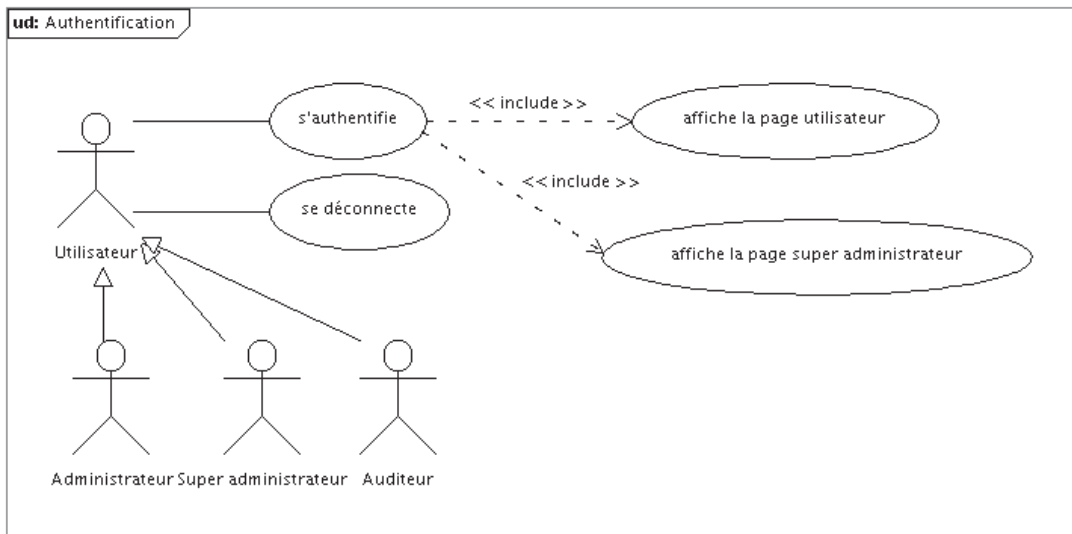 ud: Authentification
s'authentifie
<< include >>
affiche la page utilisateur
<< include >>
se déconnecte
affiche la page super administrateur
Utilisateur
Administrateur
Super administrateur
Auditeur